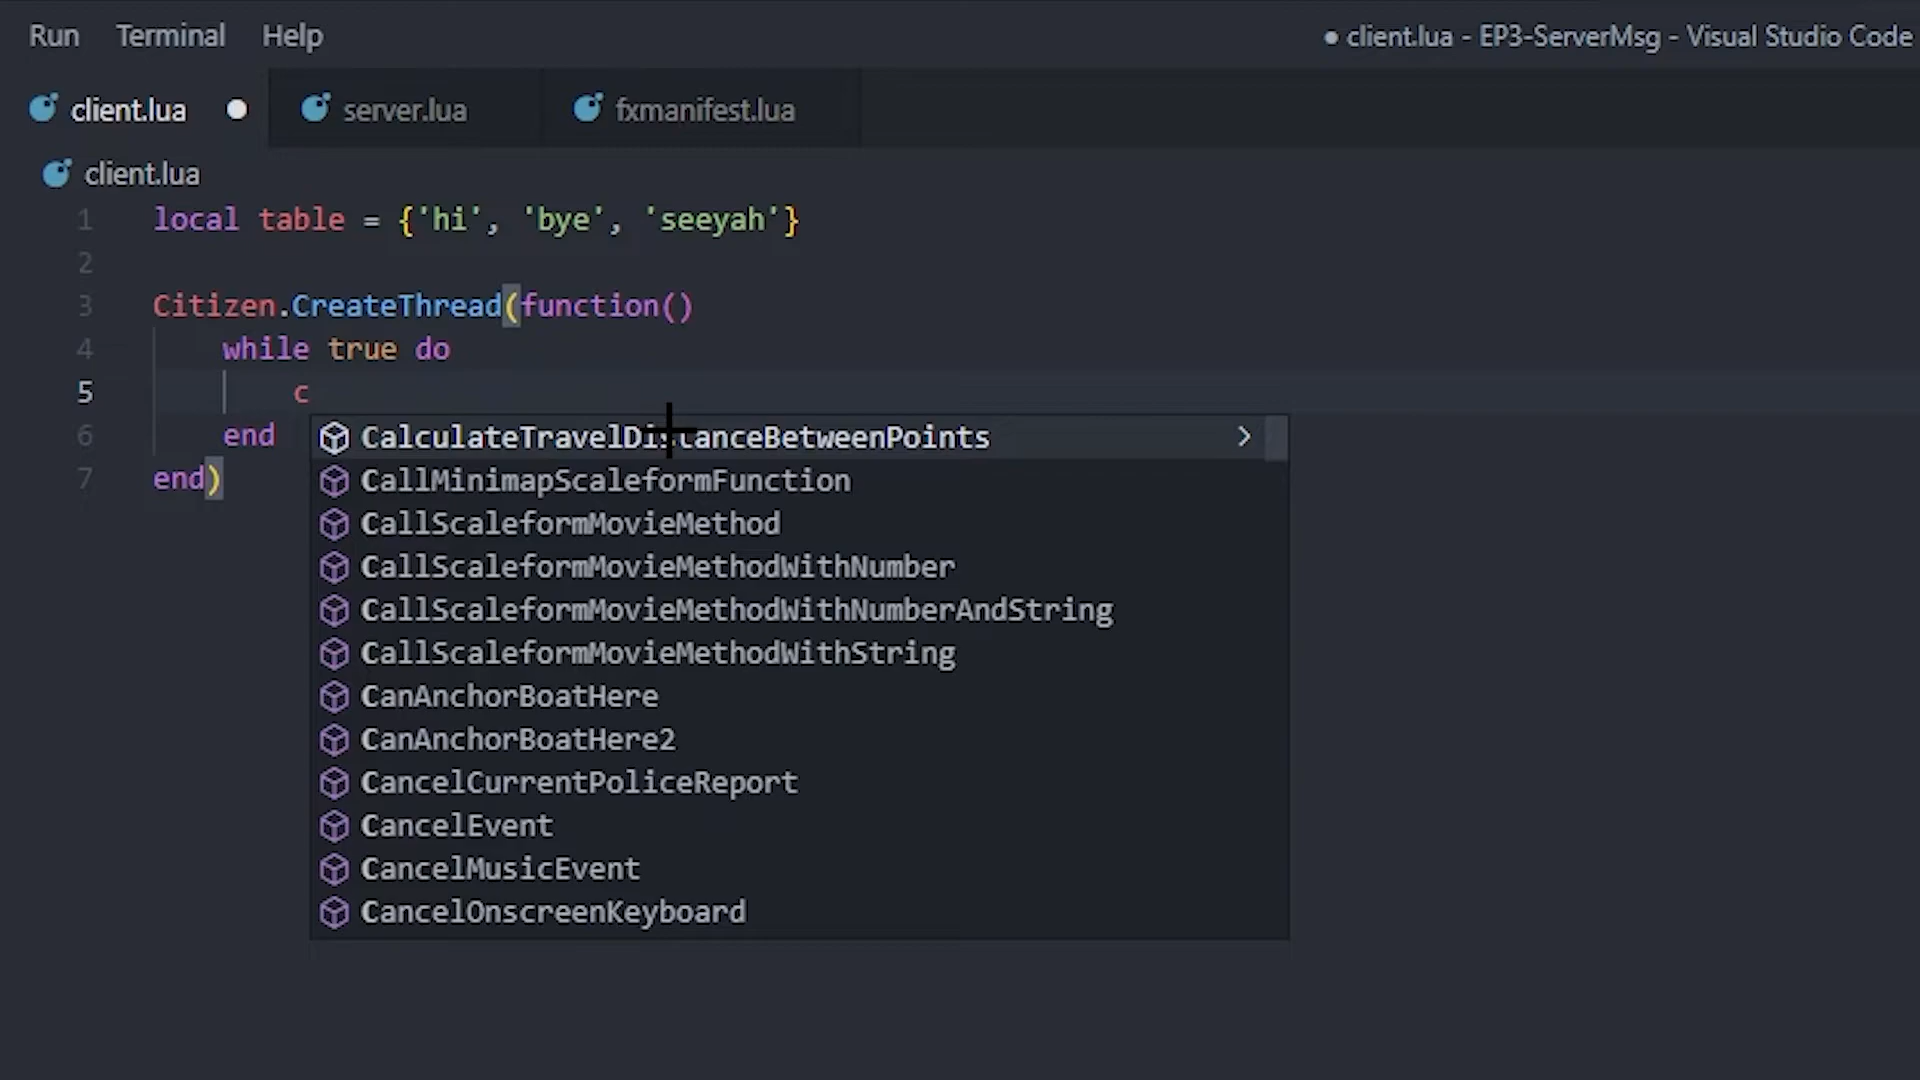 Run Terminal Help ● client.lua - EP3-ServerMsg - Visual Studio Code
client.lua ● server.lua fxmanifest.lua
client.lua
1 local table = {'hi', 'bye', 'seeyah'}
2
3 Citizen.CreateThread(function()
4 while true do
5 c
6 end
7 end)
CalculateTravelDistanceBetweenPoints >
CallMinimapScaleformFunction
CallScaleformMovieMethod
CallScaleformMovieMethodWithNumber
CallScaleformMovieMethodWithNumberAndString
CallScaleformMovieMethodWithString
CanAnchorBoatHere
CanAnchorBoatHere2
CancelCurrentPoliceReport
CancelEvent
CancelMusicEvent
CancelOnscreenKeyboard